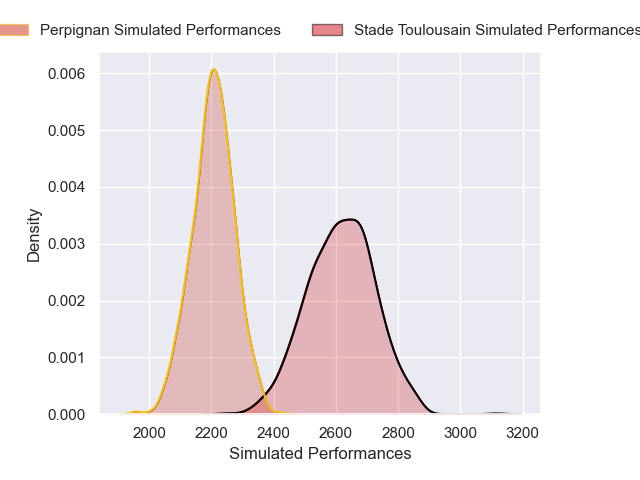 Perpignan Simulated Performances
Stade Toulousain Simulated Performances
0.006
0.005
0.004
0.003
0.002
0.001
0.000
Density
2000 2200 2400 2600 2800 3000 3200
Simulated Performances